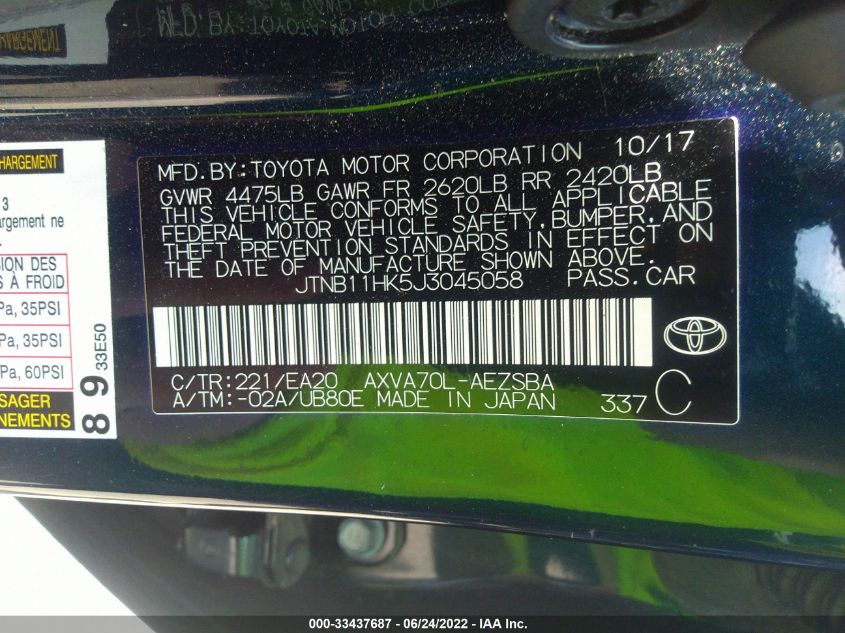 MFD.BY:TOYOTA MOTOR CORPORATION 10/17
GVWR 4475LB GAWR FR 2620LB RR 2420LB
THIS VEHICLE CONFORMS TO ALL APPLICABLE
FEDERAL MOTOR VEHICLE SAFETY,BUMPER,AND
THEFT PREVENTION STANDARDS IN EFFECT ON
THE DATE OF MANUFACTURE SHOWN ABOVE.
JTNB11HK5J3045058 PASS.CAR
C/TR:221/EA20 AXVA70L-AEZSBA
A/TM:-02A/UB80E MADE IN JAPAN 337 C
HARGEMENT
3
argement ne
SION DES
S À FROID
Pa, 35PSI
Pa, 35PSI
Pa, 60PSI
SAGER
NEMENTS
89 33E50
000-33437687 - 06/24/2022 - IAA Inc.